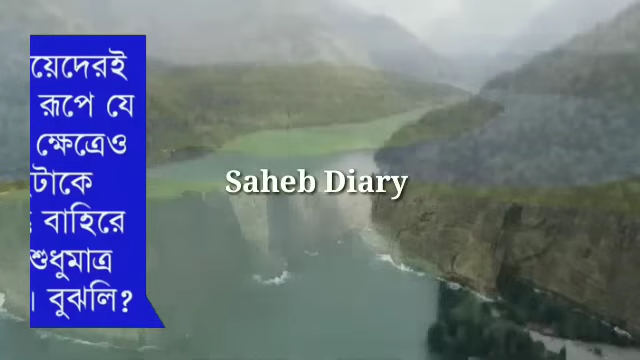 য়েদেরই
রূপে যে
ক্ষেত্রেও
টাকে
বাহিরে
শুধুমাত্র
। বুঝলি?
Saheb Diary